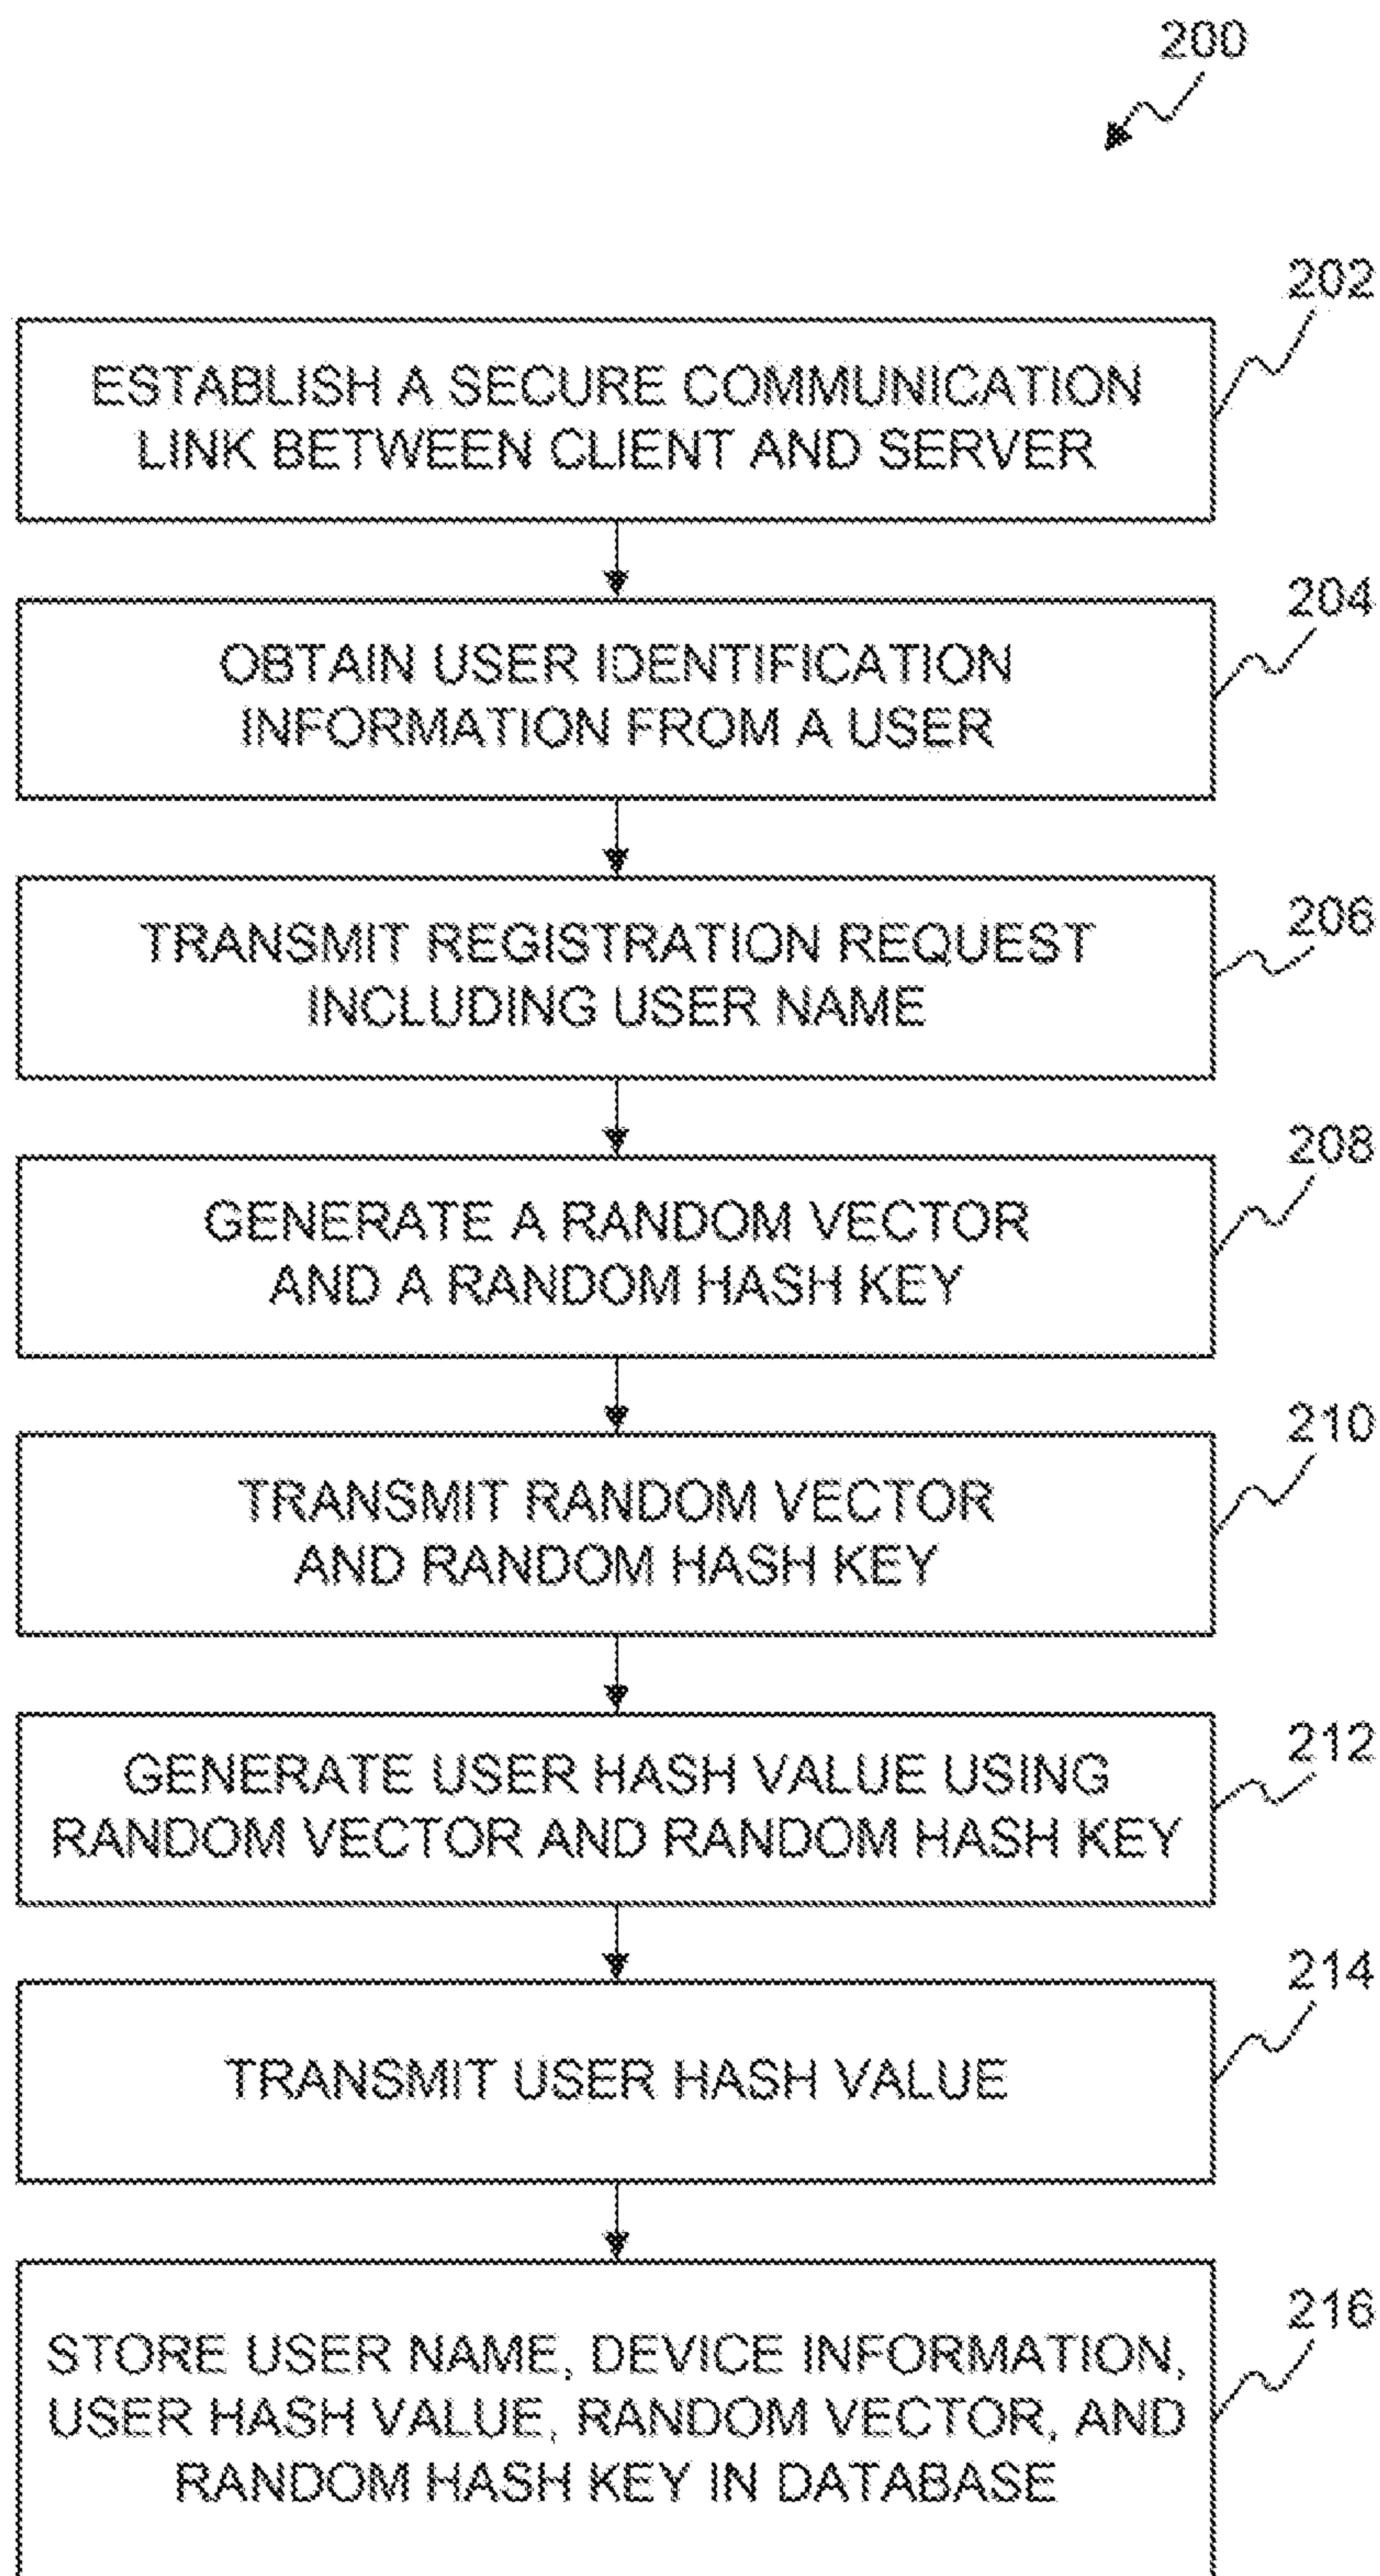 200
202
ESTABLISH A SECURE COMMUNICATION
LINK BETWEEN CLIENT AND SERVER
204
OBTAIN USER IDENTIFICATION
INFORMATION FROM A USER
206
TRANSMIT REGISTRATION REQUEST
INCLUDING USER NAME
208
GENERATE A RANDOM VECTOR
AND A RANDOM HASH KEY
210
TRANSMIT RANDOM VECTOR
AND RANDOM HASH KEY
212
GENERATE USER HASH VALUE USING
RANDOM VECTOR AND RANDOM HASH KEY
214
TRANSMIT USER HASH VALUE
216
STORE USER NAME, DEVICE INFORMATION,
USER HASH VALUE, RANDOM VECTOR, AND
RANDOM HASH KEY IN DATABASE